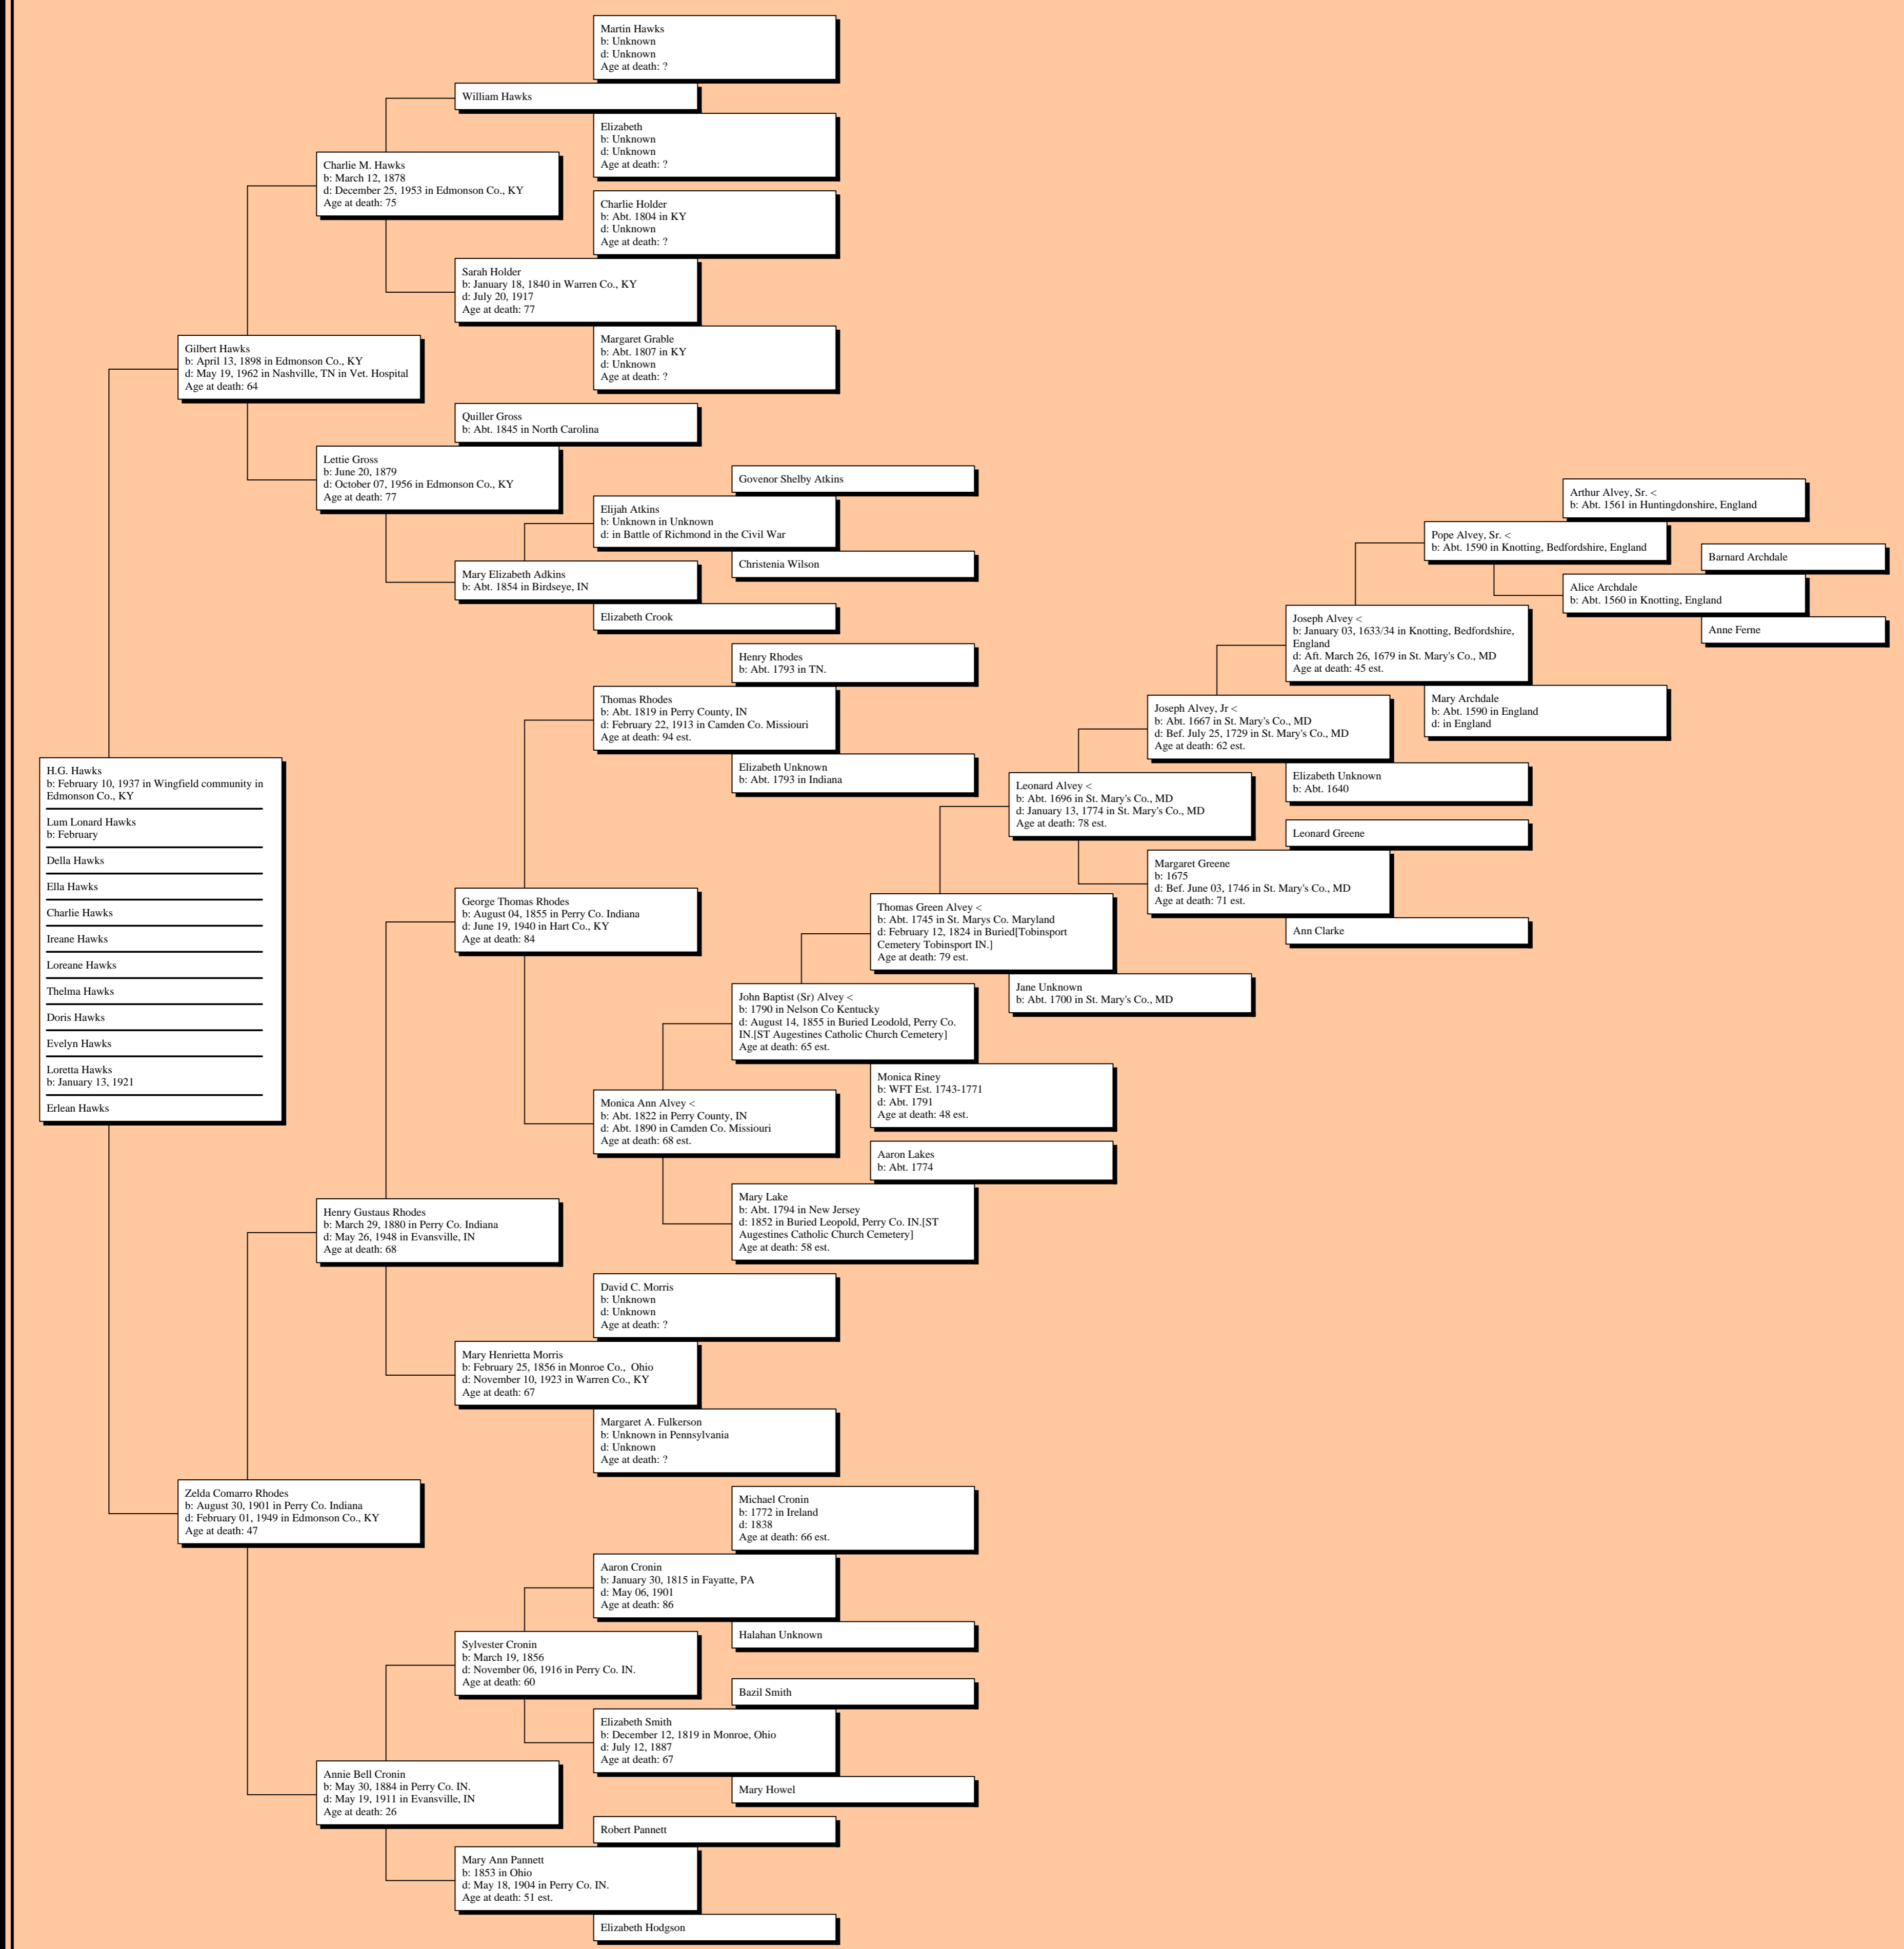 Martin Hawks
b: Unknown
d: Unknown
Age at death: ?
William Hawks
Elizabeth
b: Unknown
d: Unknown
Age at death: ?
Charlie M. Hawks
b: March 12, 1878
d: December 25, 1953 in Edmonson Co., KY
Age at death: 75
Charlie Holder
b: Abt. 1804 in KY
d: Unknown
Age at death: ?
Sarah Holder
b: January 18, 1840 in Warren Co., KY
d: July 20, 1917
Age at death: 77
Margaret Grable
b: Abt. 1807 in KY
d: Unknown
Age at death: ?
Gilbert Hawks
b: April 13, 1898 in Edmonson Co., KY
d: May 19, 1962 in Nashville, TN in Vet. Hospital
Age at death: 64
Quiller Gross
b: Abt. 1845 in North Carolina
Lettie Gross
b: June 20, 1879
d: October 07, 1956 in Edmonson Co., KY
Age at death: 77
Govenor Shelby Atkins
Elijah Atkins
b: Unknown in Unknown
d: in Battle of Richmond in the Civil War
Christenia Wilson
Mary Elizabeth Adkins
b: Abt. 1854 in Birdseye, IN
Elizabeth Crook
Arthur Alvey, Sr. <
b: Abt. 1561 in Huntingdonshire, England
Pope Alvey, Sr. <
b: Abt. 1590 in Knotting, Bedfordshire, England
Barnard Archdale
Alice Archdale
b: Abt. 1560 in Knotting, England
Anne Ferne
Joseph Alvey <
b: January 03, 1633/34 in Knotting, Bedfordshire,
England
d: Aft. March 26, 1679 in St. Mary's Co., MD
Age at death: 45 est.
Mary Archdale
b: Abt. 1590 in England
d: in England
Henry Rhodes
b: Abt. 1793 in TN.
Thomas Rhodes
b: Abt. 1819 in Perry County, IN
d: February 22, 1913 in Camden Co. Missouri
Age at death: 94 est.
Elizabeth Unknown
b: Abt. 1793 in Indiana
Joseph Alvey, Jr <
b: Abt. 1667 in St. Mary's Co., MD
d: Bef. July 25, 1729 in St. Mary's Co., MD
Age at death: 62 est.
Elizabeth Unknown
b: Abt. 1640
Leonard Alvey <
b: Abt. 1696 in St. Mary's Co., MD
d: January 13, 1774 in St. Mary's Co., MD
Age at death: 78 est.
Leonard Greene
Margaret Greene
b: 1675
d: Bef. June 03, 1746 in St. Mary's Co., MD
Age at death: 71 est.
Ann Clarke
H.G. Hawks
b: February 10, 1937 in Wingfield community in
Edmonson Co., KY
Lum Lonard Hawks
b: February
Della Hawks
Ella Hawks
Charlie Hawks
Ireane Hawks
Loreane Hawks
Thelma Hawks
Doris Hawks
Evelyn Hawks
Loretta Hawks
b: January 13, 1921
Erlean Hawks
George Thomas Rhodes
b: August 04, 1855 in Perry Co. Indiana
d: June 19, 1940 in Hart Co., KY
Age at death: 84
Thomas Green Alvey <
b: Abt. 1745 in St. Marys Co. Maryland
d: February 12, 1824 in Buried[Tobinsport
Cemetery Tobinsport IN.]
Age at death: 79 est.
Jane Unknown
b: Abt. 1700 in St. Mary's Co., MD
John Baptist (Sr) Alvey <
b: 1790 in Nelson Co Kentucky
d: August 14, 1855 in Buried Leodold, Perry Co.
IN.[ST Augestines Catholic Church Cemetery]
Age at death: 65 est.
Monica Riney
b: WFT Est. 1743-1771
d: Abt. 1791
Age at death: 48 est.
Monica Ann Alvey <
b: Abt. 1822 in Perry County, IN
d: Abt. 1890 in Camden Co. Missouri
Age at death: 68 est.
Aaron Lakes
b: Abt. 1774
Mary Lake
b: Abt. 1794 in New Jersey
d: 1852 in Buried Leopold, Perry Co. IN.[ST
Augestines Catholic Church Cemetery]
Age at death: 58 est.
Henry Gustaus Rhodes
b: March 29, 1880 in Perry Co. Indiana
d: May 26, 1948 in Evansville, IN
Age at death: 68
David C. Morris
b: Unknown
d: Unknown
Age at death: ?
Mary Henrietta Morris
b: February 25, 1856 in Monroe Co., Ohio
d: November 10, 1923 in Warren Co., KY
Age at death: 67
Margaret A. Fulkerson
b: Unknown in Pennsylvania
d: Unknown
Age at death: ?
Zelda Comarro Rhodes
b: August 30, 1901 in Perry Co. Indiana
d: February 01, 1949 in Edmonson Co., KY
Age at death: 47
Michael Cronin
b: 1772 in Ireland
d: 1838
Age at death: 66 est.
Aaron Cronin
b: January 30, 1815 in Fayatte, PA
d: May 06, 1901
Age at death: 86
Halahan Unknown
Sylvester Cronin
b: March 19, 1856
d: November 06, 1916 in Perry Co. IN.
Age at death: 60
Bazil Smith
Elizabeth Smith
b: December 12, 1819 in Monroe, Ohio
d: July 12, 1887
Age at death: 67
Mary Howel
Annie Bell Cronin
b: May 30, 1884 in Perry Co. IN.
d: May 19, 1911 in Evansville, IN
Age at death: 26
Robert Pannett
Mary Ann Pannett
b: 1853 in Ohio
d: May 18, 1904 in Perry Co. IN.
Age at death: 51 est.
Elizabeth Hodgson